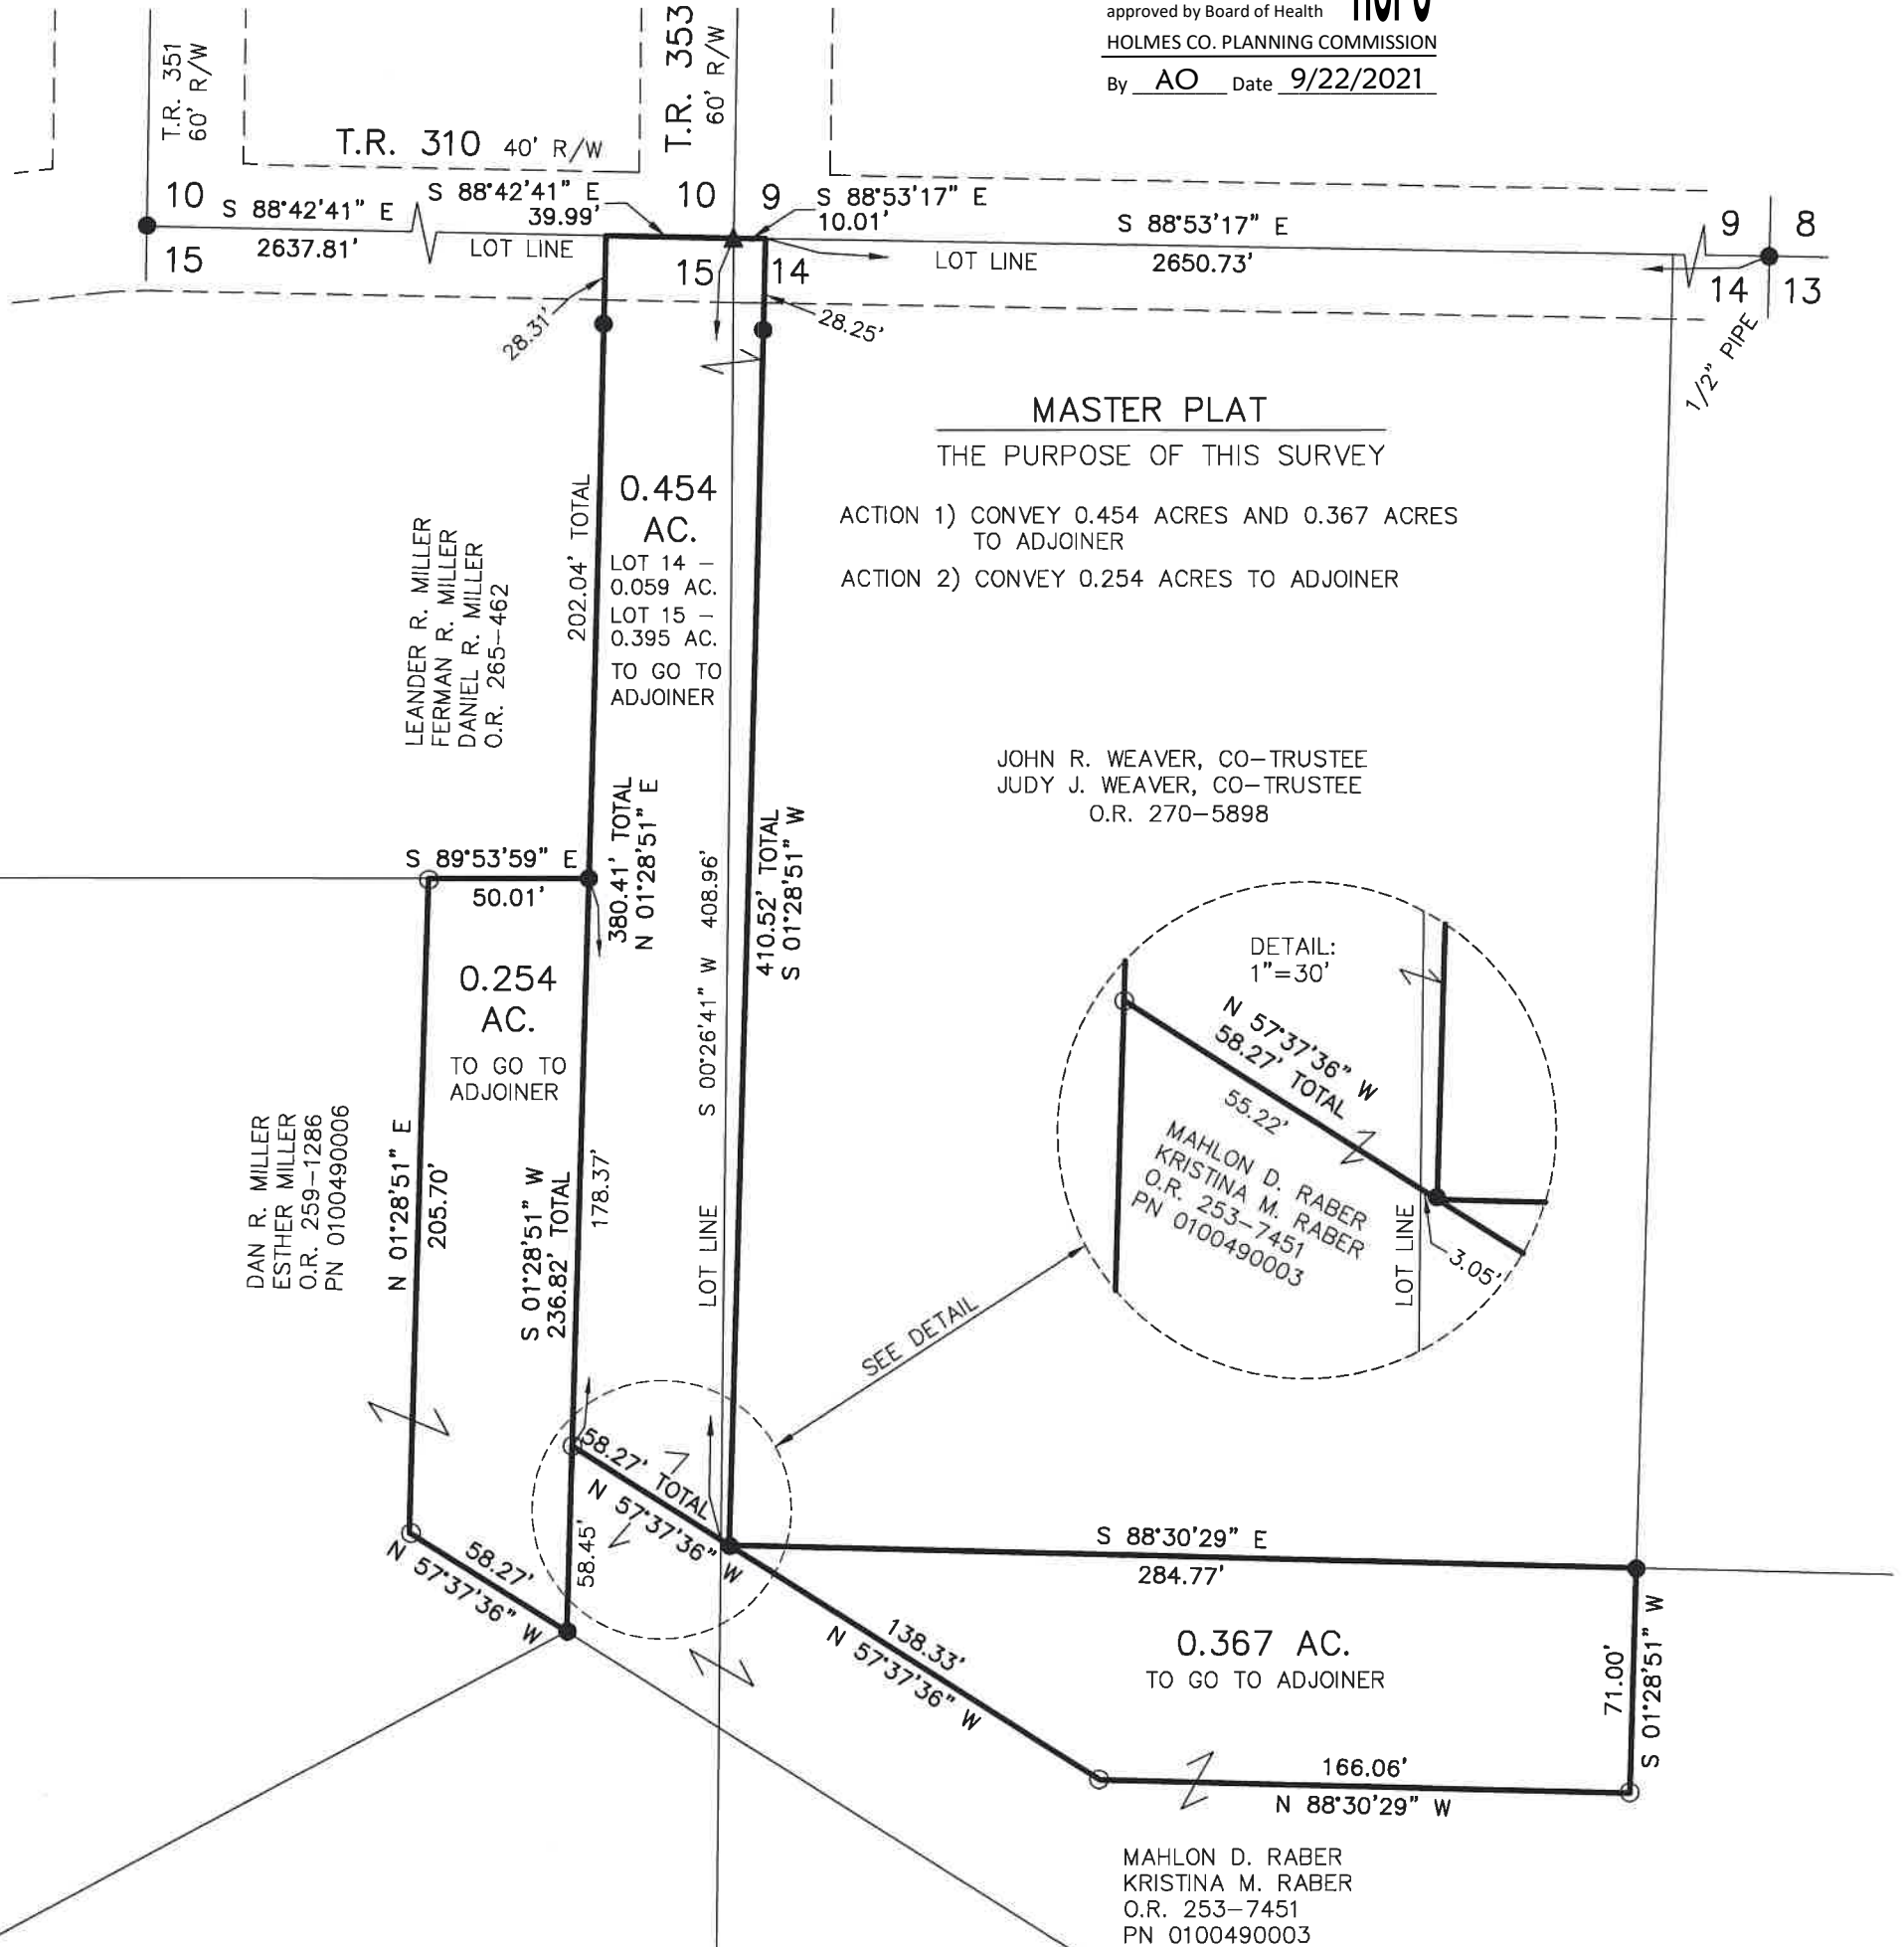 approved by Board of Health
HOLMES CO. PLANNING COMMISSION
By AO Date 9/22/2021
T.R. 351
60' R/W
T.R. 353
60' R/W
T.R. 310 40' R/W
10
S 88°42'41" E
2637.81'
15
S 88°42'41" E
39.99'
LOT LINE
10
9
15
14
S 88°53'17" E
10.01'
LOT LINE
S 88°53'17" E
2650.73'
9
8
14
13
1/2" PIPE
28.31'
28.25'
MASTER PLAT
THE PURPOSE OF THIS SURVEY
ACTION 1) CONVEY 0.454 ACRES AND 0.367 ACRES
TO ADJOINER
ACTION 2) CONVEY 0.254 ACRES TO ADJOINER
0.454
AC.
LOT 14 –
0.059 AC.
LOT 15 –
0.395 AC.
TO GO TO
ADJOINER
202.04' TOTAL
LEANDER R. MILLER
FERMAN R. MILLER
DANIEL R. MILLER
O.R. 265–462
JOHN R. WEAVER, CO–TRUSTEE
JUDY J. WEAVER, CO–TRUSTEE
O.R. 270–5898
380.41' TOTAL
N 01°28'51" E
LOT LINE S 00°26'41" W 408.96'
410.52' TOTAL
S 01°28'51" W
S 89°53'59" E
50.01'
0.254
AC.
TO GO TO
ADJOINER
DAN R. MILLER
ESTHER MILLER
O.R. 259–1286
PN 0100490006
N 01°28'51" E
205.70'
S 01°28'51" W
236.82' TOTAL
178.37'
DETAIL:
1"=30'
N 57°37'36" W
58.27' TOTAL
55.22'
MAHLON D. RABER
KRISTINA M. RABER
O.R. 253–7451
PN 0100490003
LOT LINE
3.05'
SEE DETAIL
58.27' TOTAL
N 57°37'36" W
58.45'
58.27'
N 57°37'36" W
S 88°30'29" E
284.77'
138.33'
N 57°37'36" W
0.367 AC.
TO GO TO ADJOINER
71.00'
S 01°28'51" W
166.06'
N 88°30'29" W
MAHLON D. RABER
KRISTINA M. RABER
O.R. 253–7451
PN 0100490003